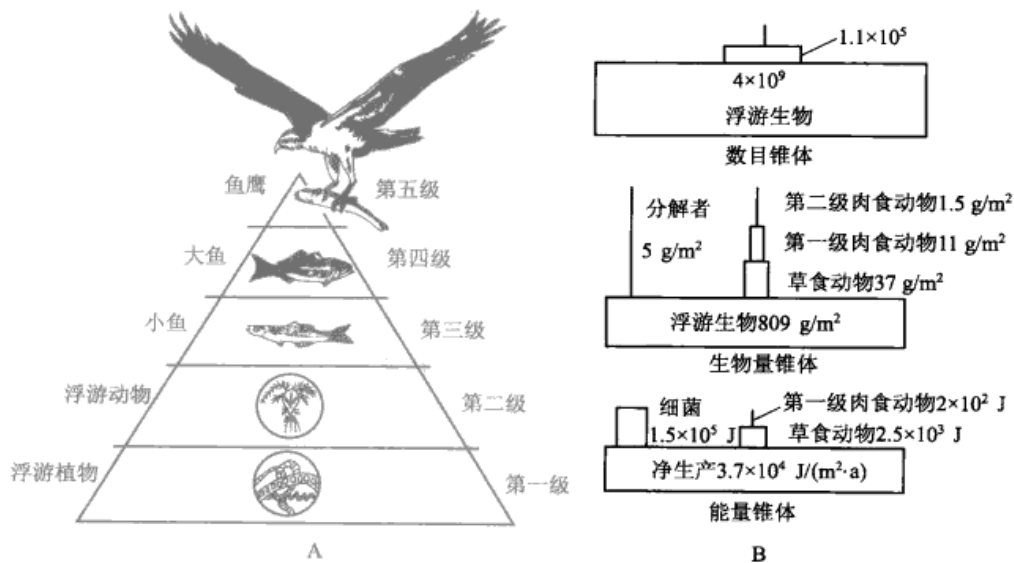 鱼鹰
第五级
大鱼
第四级
小鱼
第三级
浮游动物
第二级
浮游植物
第一级
A
1.1×10⁵
4×10⁹
浮游生物
数目锥体
分解者
5 g/m²
第二级肉食动物1.5 g/m²
第一级肉食动物11 g/m²
草食动物37 g/m²
浮游生物809 g/m²
生物量锥体
细菌
1.5×10⁵ J
第一级肉食动物2×10² J
草食动物2.5×10³ J
净生产3.7×10⁴ J/(m²·a)
能量锥体
B